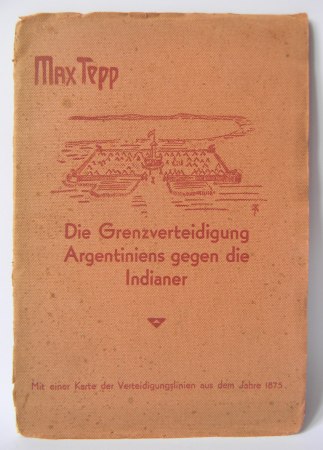 Max Tepp
Die Grenzverteidigung
Argentiniens gegen die
Indianer
Mit einer Karte der Verteidigungslinien aus dem Jahre 1875.